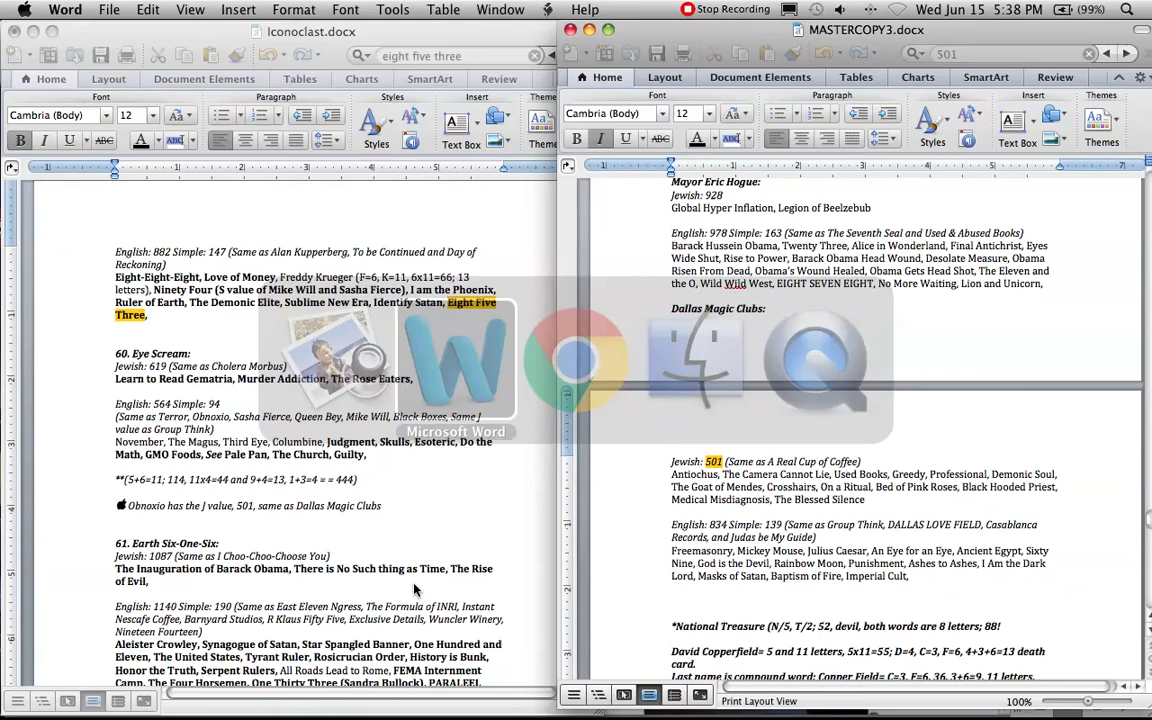 Word File Edit View Insert Format Font Tools Table Window Help Stop Recording Wed Jun 15 5:38 PM (99%)
Iconoclast.docx
eight five three
Home Layout Document Elements Tables Charts SmartArt Review
Font Paragraph Styles Insert Themes
Cambria (Body) 12
Styles Text Box Themes
English: 882 Simple: 147 (Same as Alan Kupperberg, To be Continued and Day of
Reckoning)
Eight-Eight-Eight, Love of Money, Freddy Krueger (F=6, K=11, 6x11=66; 13
letters), Ninety Four (S value of Mike Will and Sasha Fierce), I am the Phoenix,
Ruler of Earth, The Demonic Elite, Sublime New Era, Identify Satan, Eight Five
Three,
60. Eye Scream:
Jewish: 619 (Same as Cholera Morbus)
Learn to Read Gematria, Murder Addiction, The Rose Eaters,
English: 564 Simple: 94
(Same as Terror, Obnoxio, Sasha Fierce, Queen Bey, Mike Will, Black Boxes, Same J
value as Group Think)
November, The Magus, Third Eye, Columbine, Judgment, Skulls, Esoteric, Do the
Math, GMO Foods, See Pale Pan, The Church, Guilty,
**(5+6=11; 114, 11x4=44 and 9+4=13, 1+3=4 = = 444)
Obnoxio has the J value, 501, same as Dallas Magic Clubs
61. Earth Six-One-Six:
Jewish: 1087 (Same as I Choo-Choo-Choose You)
The Inauguration of Barack Obama, There is No Such thing as Time, The Rise
of Evil,
English: 1140 Simple: 190 (Same as East Eleven Ngress, The Formula of INRI, Instant
Nescafe Coffee, Barnyard Studios, R Klaus Fifty Five, Exclusive Details, Wuncler Winery,
Nineteen Fourteen)
Aleister Crowley, Synagogue of Satan, Star Spangled Banner, One Hundred and
Eleven, The United States, Tyrant Ruler, Rosicrucian Order, History is Bunk,
Honor the Truth, Serpent Rulers, All Roads Lead to Rome, FEMA Internment
Camp, The Four Horsemen, One Thirty Three (Sandra Bullock), PARALLEL
Microsoft Word
MASTERCOPY3.docx
501
Home Layout Document Elements Tables Charts SmartArt Review
Font Paragraph Styles Insert Themes
Cambria (Body) 12
Styles Text Box Themes
Mayor Eric Hogue:
Jewish: 928
Global Hyper Inflation, Legion of Beelzebub
English: 978 Simple: 163 (Same as The Seventh Seal and Used & Abused Books)
Barack Hussein Obama, Twenty Three, Alice in Wonderland, Final Antichrist, Eyes
Wide Shut, Rise to Power, Barack Obama Head Wound, Desolate Measure, Obama
Risen From Dead, Obama's Wound Healed, Obama Gets Head Shot, The Eleven and
the O, Wild Wild West, EIGHT SEVEN EIGHT, No More Waiting, Lion and Unicorn,
Dallas Magic Clubs:
Jewish: 501 (Same as A Real Cup of Coffee)
Antiochus, The Camera Cannot Lie, Used Books, Greedy, Professional, Demonic Soul,
The Goat of Mendes, Crosshairs, On a Ritual, Bed of Pink Roses, Black Hooded Priest,
Medical Misdiagnosis, The Blessed Silence
English: 834 Simple: 139 (Same as Group Think, DALLAS LOVE FIELD, Casablanca
Records, and Judas be My Guide)
Freemasonry, Mickey Mouse, Julius Caesar, An Eye for an Eye, Ancient Egypt, Sixty
Nine, God is the Devil, Rainbow Moon, Punishment, Ashes to Ashes, I Am the Dark
Lord, Masks of Satan, Baptism of Fire, Imperial Cult,
*National Treasure (N/5, T/2; 52, devil, both words are 8 letters; 88!
David Copperfield= 5 and 11 letters, 5x11=55; D=4, C=3, F=6, 4+3+6=13 death
card.
Last name is compound word: Copper Field= C=3, F=6, 36, 3+6=9, 11 letters,
Print Layout View 100%